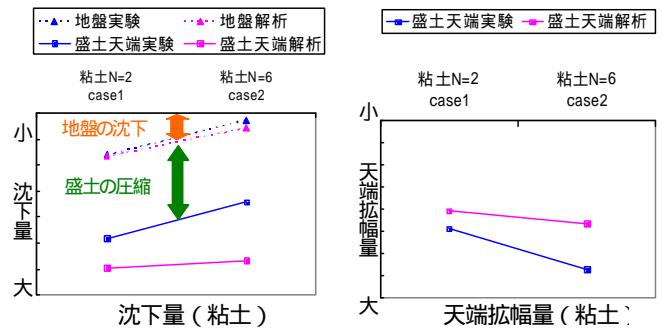 地盤実験 地盤解析
盛土天端実験 盛土天端解析
粘土N=2 粘土N=6
case1 case2
小
沈下量
大
地盤の沈下
盛土の圧縮
沈下量（粘土）
盛土天端実験 盛土天端解析
粘土N=2 粘土N=6
case1 case2
小
天端拡幅量
大
天端拡幅量（粘土）